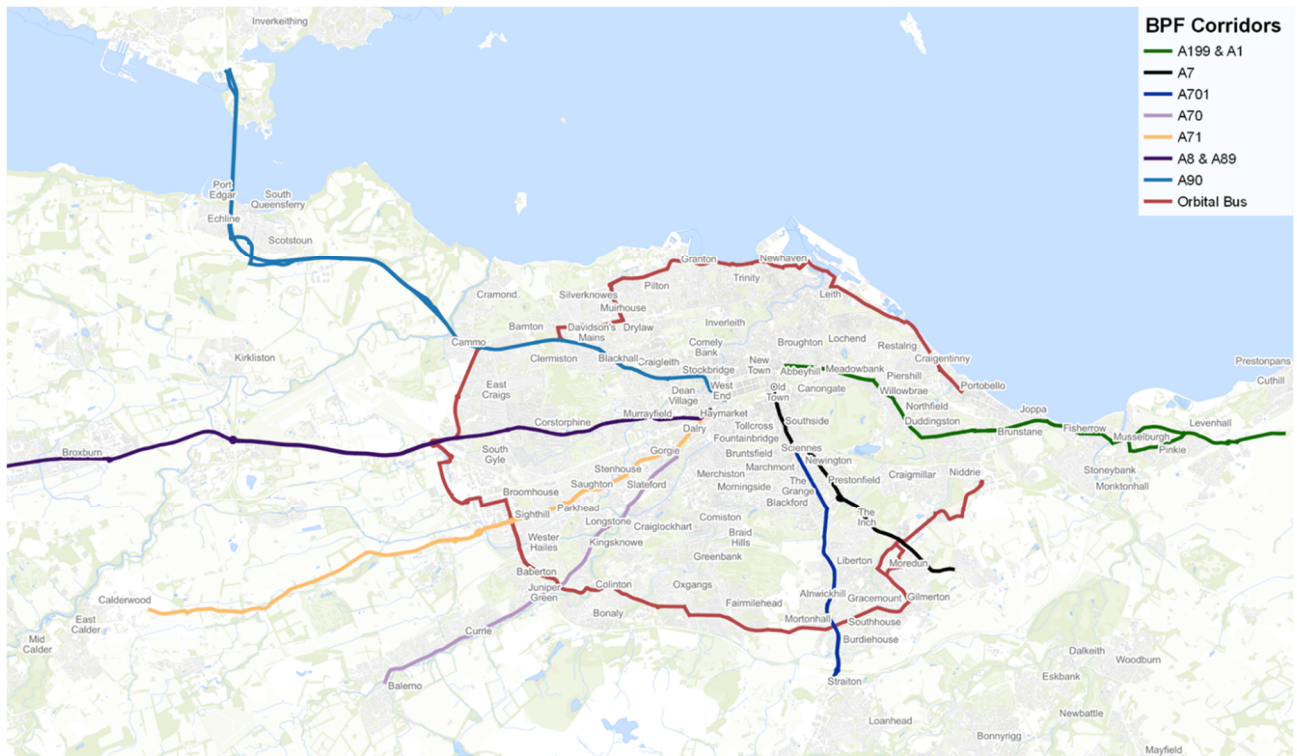 Inverkeithing
BPF Corridors
A199 & A1
A7
A701
A70
A71
A8 & A89
A90
Orbital Bus
Port
Edgar
South
Queensferry
Echline
Scotstoun
Granton
Newhaven
Trinity
Pilton
Cramond
Silverknowes
Leith
Muirhouse
Barnton
Davidson's
Mains
Drylaw
Inverleith
Cammo
Comely
Bank
Broughton
Lochend
Restalrig
Kirkliston
Clermiston
Blackhall
Craigleith
New
Town
Craigentinny
Prestonpans
Stockbridge
Abbeyhill
Meadowbank
Piershill
Cuthill
East
Craigs
Dean
Village
West
End
Old
Town
Canongate
Willowbrae
Portobello
Northfield
Joppa
Murrayfield
Haymarket
Corstorphine
Dalry
Tollcross
Southside
Duddingston
Brunstane
Fisherrow
Levenhall
Musselburgh
Pinkie
Fountainbridge
Broxburn
South
Gyle
Gorgie
Bruntsfield
Sciennes
Newington
Stenhouse
Marchmont
Stoneybank
Monktonhall
Saughton
Slateford
Merchiston
Morningside
The
Grange
Prestonfield
Craigmillar
Niddrie
Broomhouse
Blackford
Parkhead
Sighthill
Longstone
Craiglockhart
Comiston
The
Inch
Wester
Hailes
Kingsknowe
Braid
Hills
Greenbank
Liberton
Moredun
Baberton
Juniper
Green
Colinton
Oxgangs
Alnwickhill
Gracemount
Gilmerton
Calderwood
Bonaly
Fairmilehead
East
Calder
Mortonhall
Southhouse
Mid
Calder
Currie
Burdiehouse
Dalkeith
Woodburn
Balerno
Straiton
Eskbank
Newbattle
Loanhead
Bonnyrigg
Mayfield